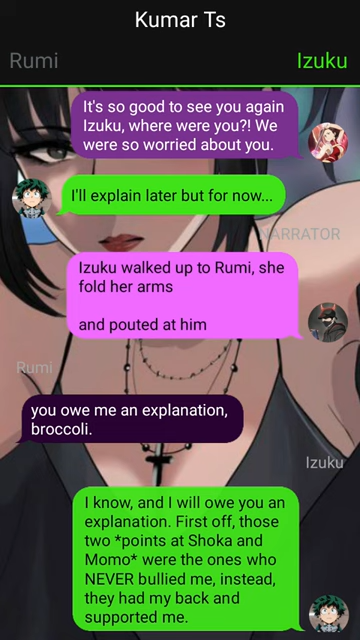 Kumar Ts
Rumi
Izuku
It's so good to see you again
Izuku, where were you?! We
were so worried about you.
I'll explain later but for now...
NARRATOR
Izuku walked up to Rumi, she
fold her arms
and pouted at him
Rumi
you owe me an explanation,
broccoli.
Izuku
I know, and I will owe you an
explanation. First off, those
two *points at Shoka and
Momo* were the ones who
NEVER bullied me, instead,
they had my back and
supported me.